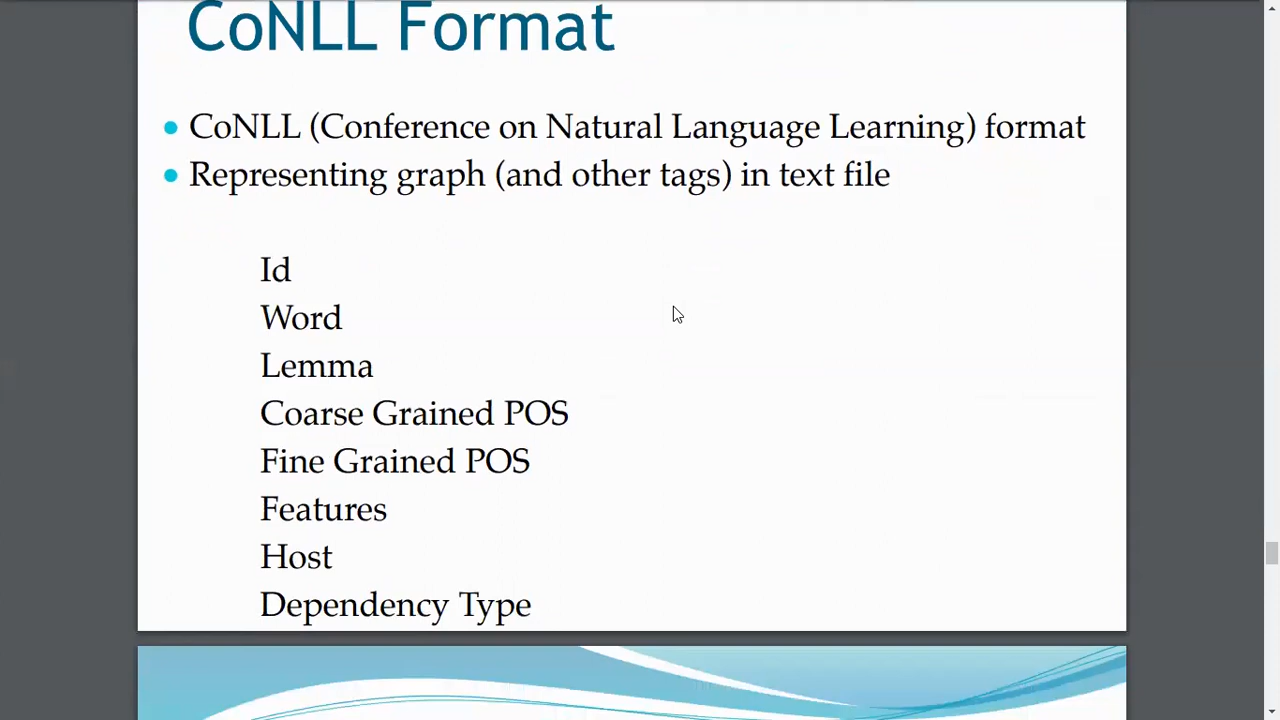 CoNLL Format
CoNLL (Conference on Natural Language Learning) format
Representing graph (and other tags) in text file
Id
Word
Lemma
Coarse Grained POS
Fine Grained POS
Features
Host
Dependency Type